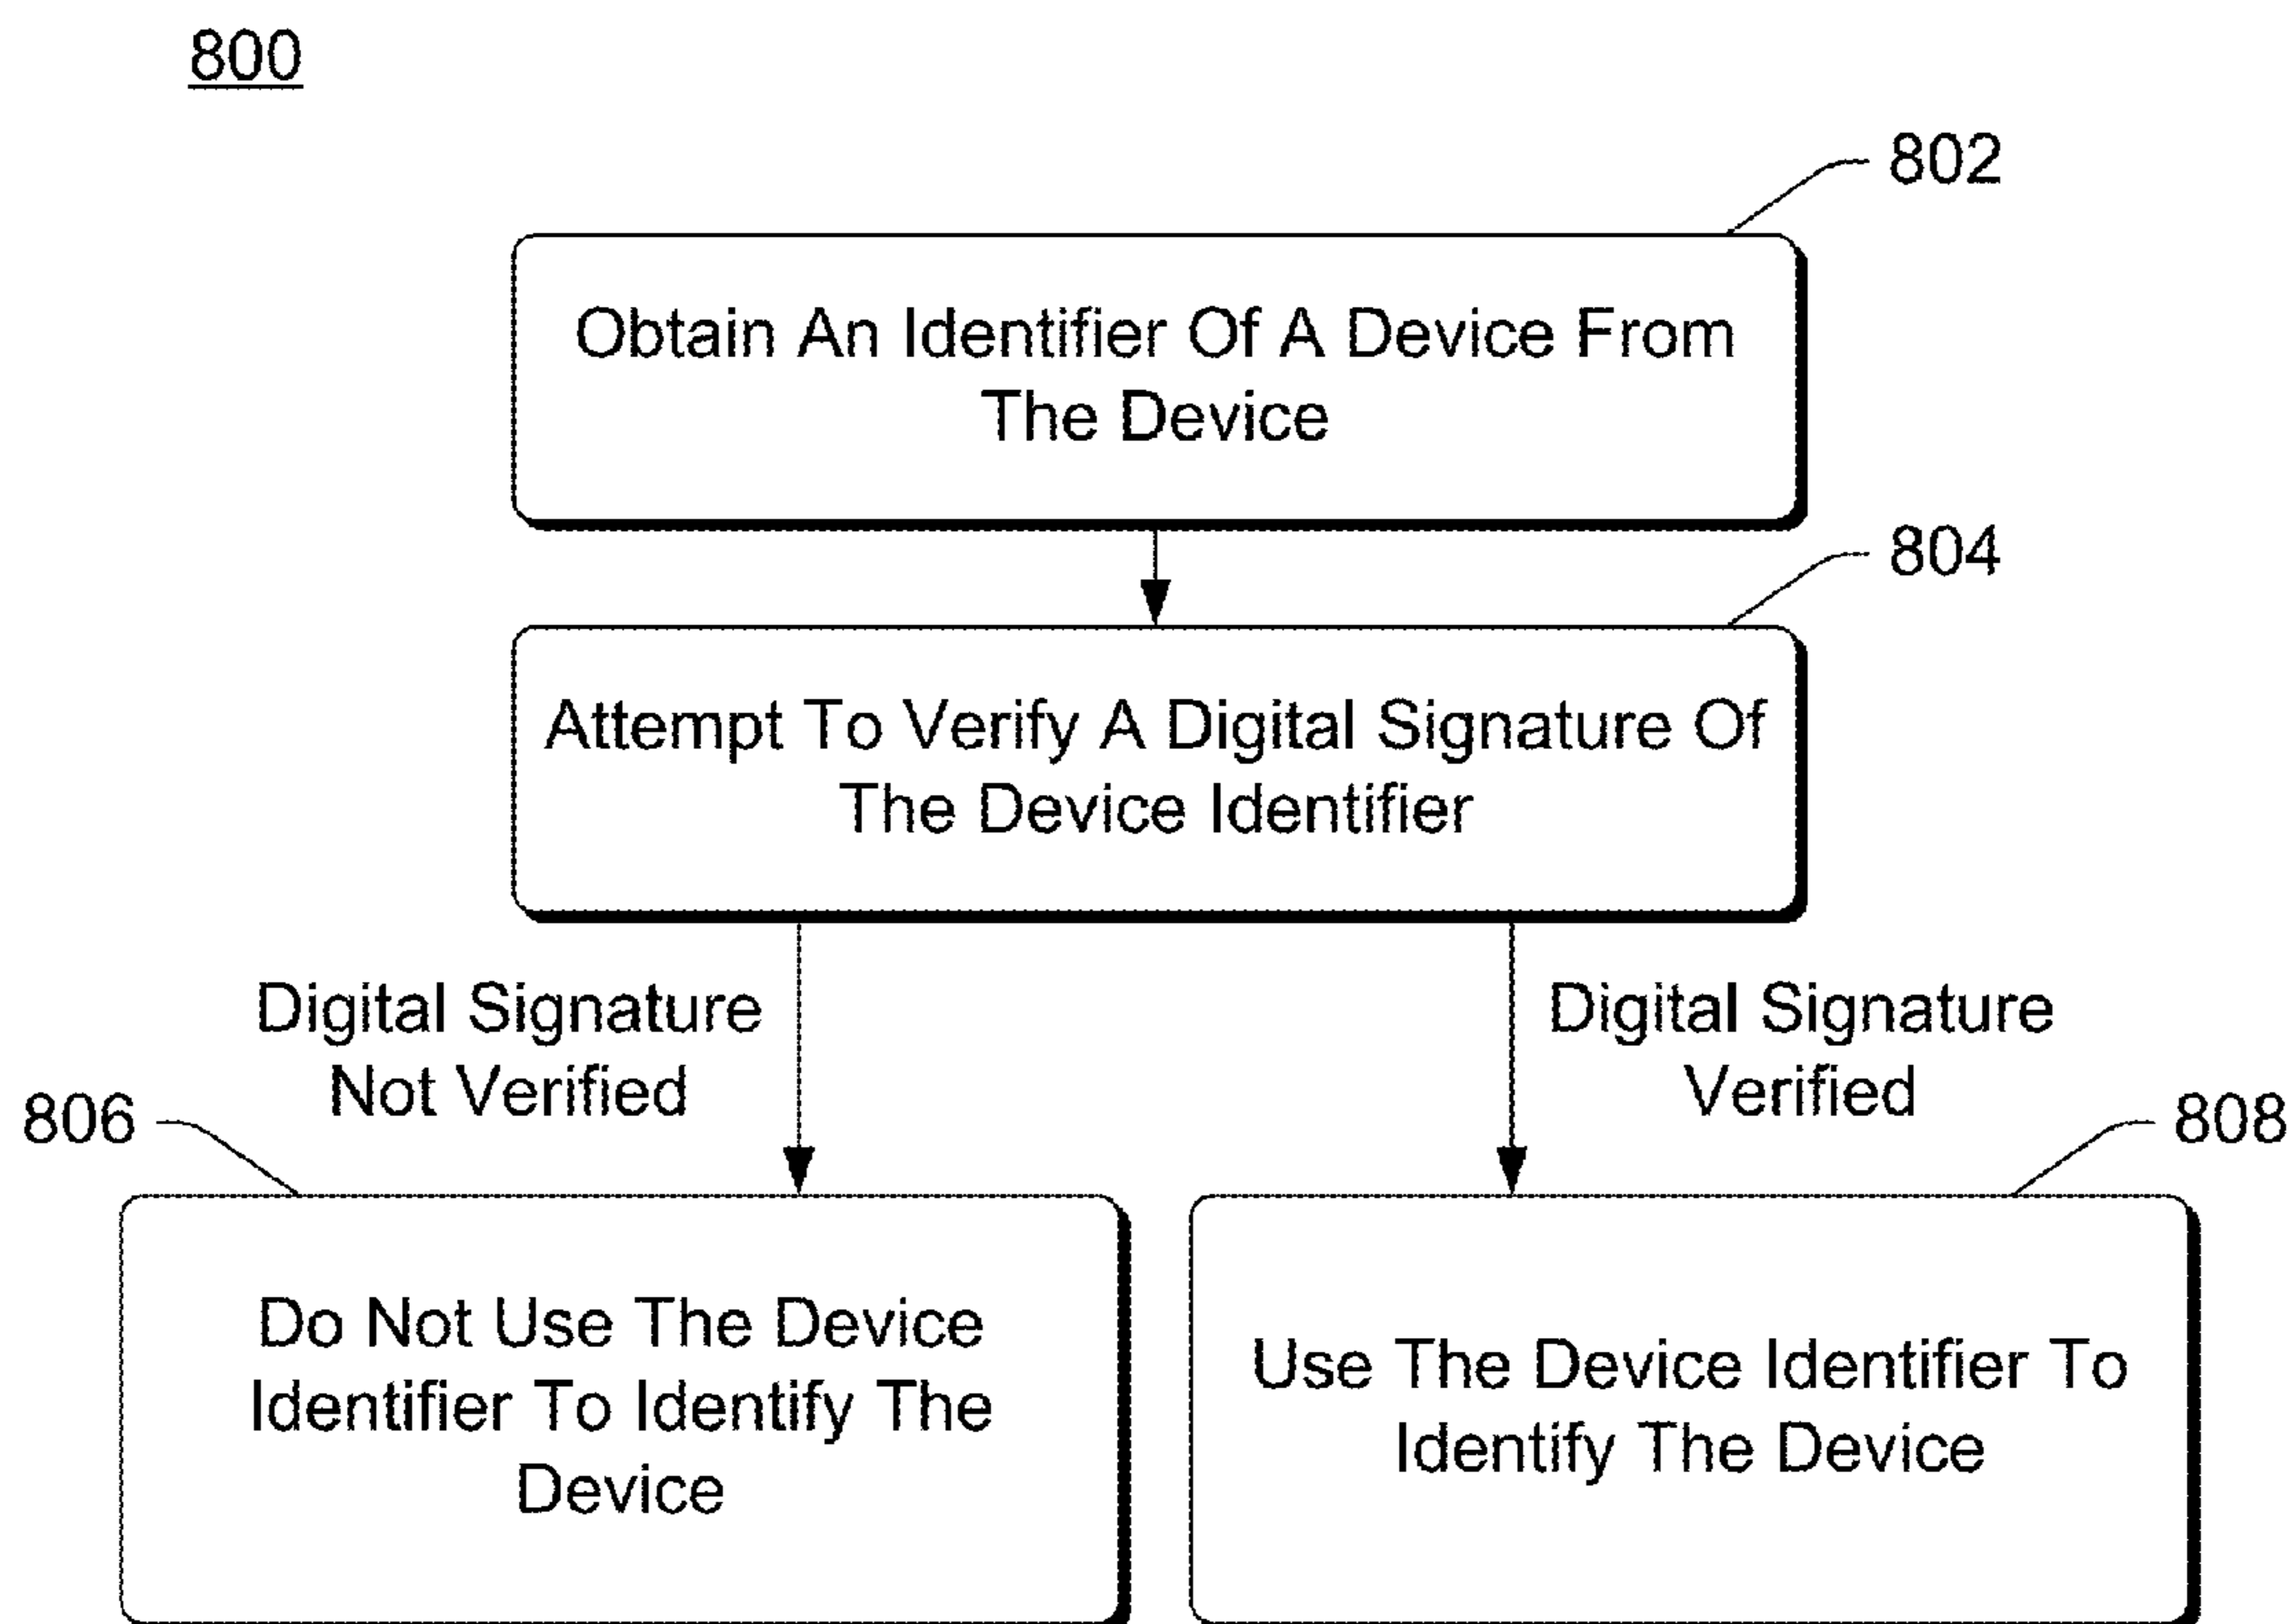 800
802
Obtain An Identifier Of A Device From
The Device
804
Attempt To Verify A Digital Signature Of
The Device Identifier
Digital Signature
Not Verified
Digital Signature
Verified
806
808
Do Not Use The Device
Identifier To Identify The
Device
Use The Device Identifier To
Identify The Device